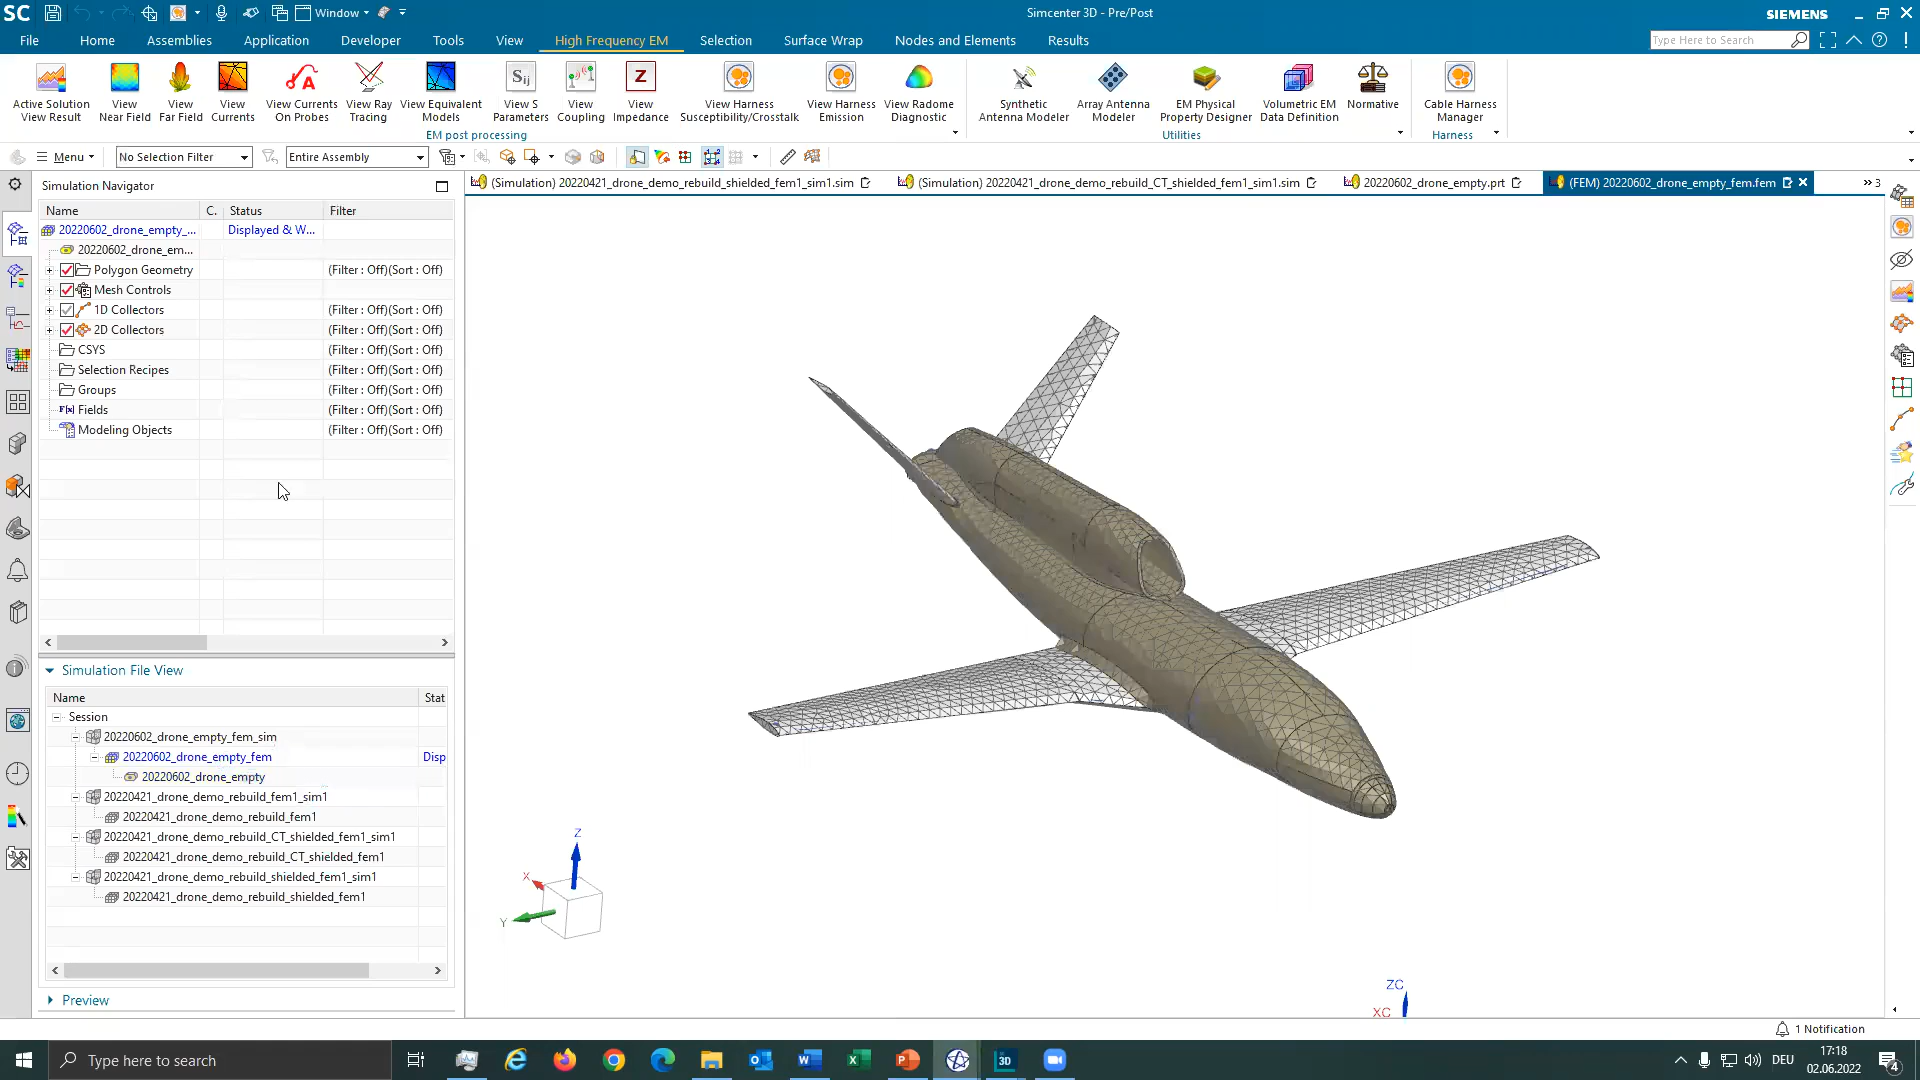 SC Window Simcenter 3D - Pre/Post SIEMENS
File Home Assemblies Application Developer Tools View High Frequency EM Selection Surface Wrap Nodes and Elements Results Type Here to Search
Active Solution View Result
View Near Field
View Far Field
View Currents
View Currents On Probes
View Ray Tracing
View Equivalent Models
View S Parameters
View Coupling
View Impedance
View Harness Susceptibility/Crosstalk
View Harness Emission
View Radome Diagnostic
Synthetic Antenna Modeler
Array Antenna Modeler
EM Physical Property Designer
Volumetric EM Data Definition
Normative
Cable Harness Manager
EM post processing Utilities Harness
Menu No Selection Filter Entire Assembly
Simulation Navigator
(Simulation) 20220421_drone_demo_rebuild_shielded_fem1_sim1.sim (Simulation) 20220421_drone_demo_rebuild_CT_shielded_fem1_sim1.sim 20220602_drone_empty.prt (FEM) 20220602_drone_empty_fem.fem 3
Name C. Status Filter
20220602_drone_empty_... Displayed & W...
20220602_drone_em...
Polygon Geometry (Filter : Off)(Sort : Off)
Mesh Controls
1D Collectors (Filter : Off)(Sort : Off)
2D Collectors (Filter : Off)(Sort : Off)
CSYS (Filter : Off)(Sort : Off)
Selection Recipes (Filter : Off)(Sort : Off)
Groups (Filter : Off)(Sort : Off)
Fields (Filter : Off)(Sort : Off)
Modeling Objects (Filter : Off)(Sort : Off)
Simulation File View
Name Stat
Session
20220602_drone_empty_fem_sim
20220602_drone_empty_fem Disp
20220602_drone_empty
20220421_drone_demo_rebuild_fem1_sim1
20220421_drone_demo_rebuild_fem1
20220421_drone_demo_rebuild_CT_shielded_fem1_sim1
20220421_drone_demo_rebuild_CT_shielded_fem1
20220421_drone_demo_rebuild_shielded_fem1_sim1
20220421_drone_demo_rebuild_shielded_fem1
Preview
Z
X
Y
ZC
XC
1 Notification
Type here to search
DEU
17:18
02.06.2022
4